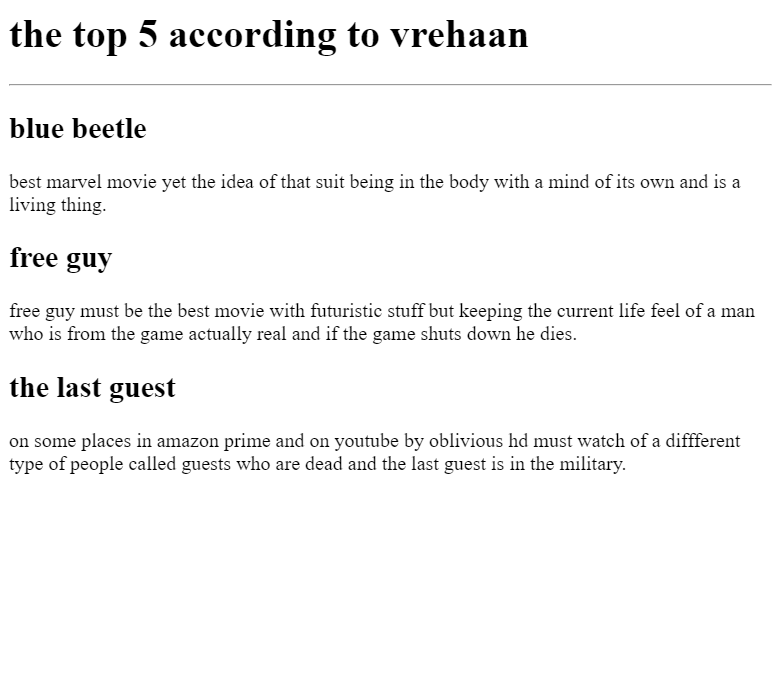 the top 5 according to vrehaan
blue beetle
best marvel movie yet the idea of that suit being in the body with a mind of its own and is a
living thing.
free guy
free guy must be the best movie with futuristic stuff but keeping the current life feel of a man
who is from the game actually real and if the game shuts down he dies.
the last guest
on some places in amazon prime and on youtube by oblivious hd must watch of a diffferent
type of people called guests who are dead and the last guest is in the military.